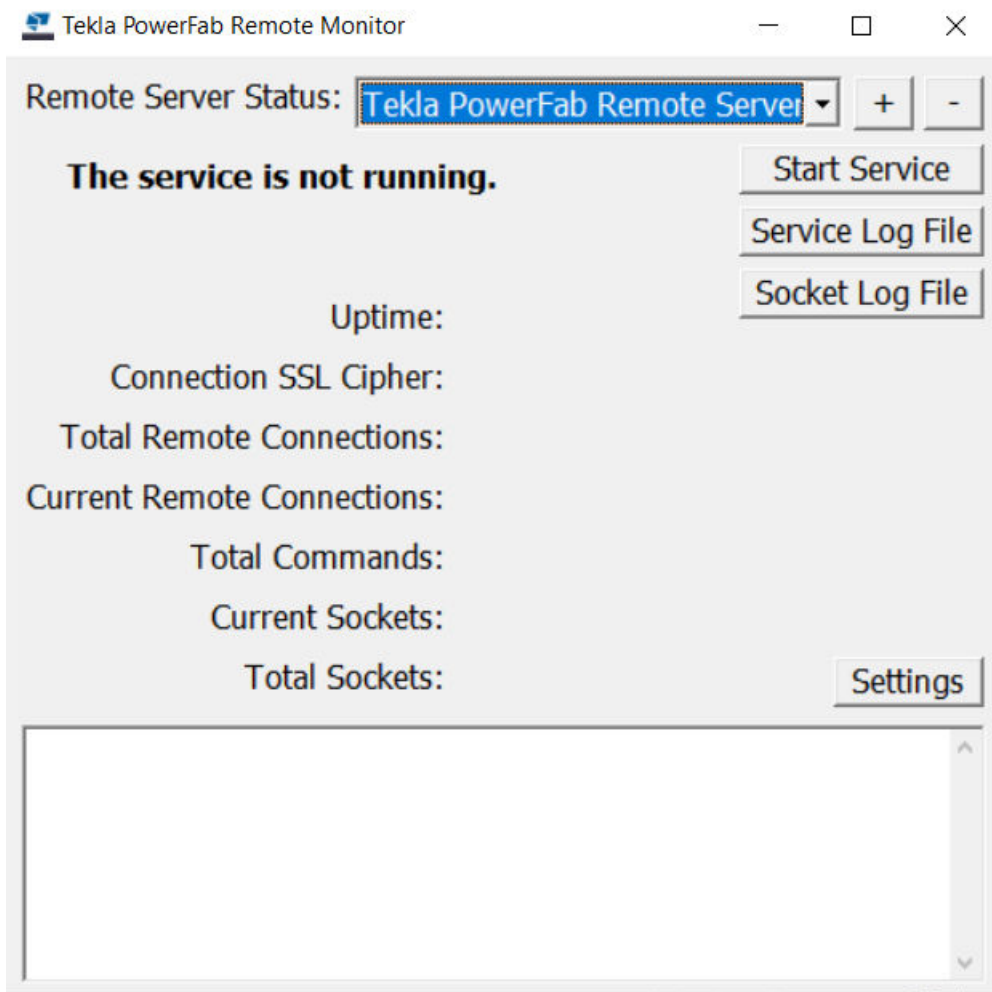 Tekla PowerFab Remote Monitor
Remote Server Status: Tekla PowerFab Remote Server + -
The service is not running. Start Service
Service Log File
Socket Log File
Uptime:
Connection SSL Cipher:
Total Remote Connections:
Current Remote Connections:
Total Commands:
Current Sockets:
Total Sockets: Settings